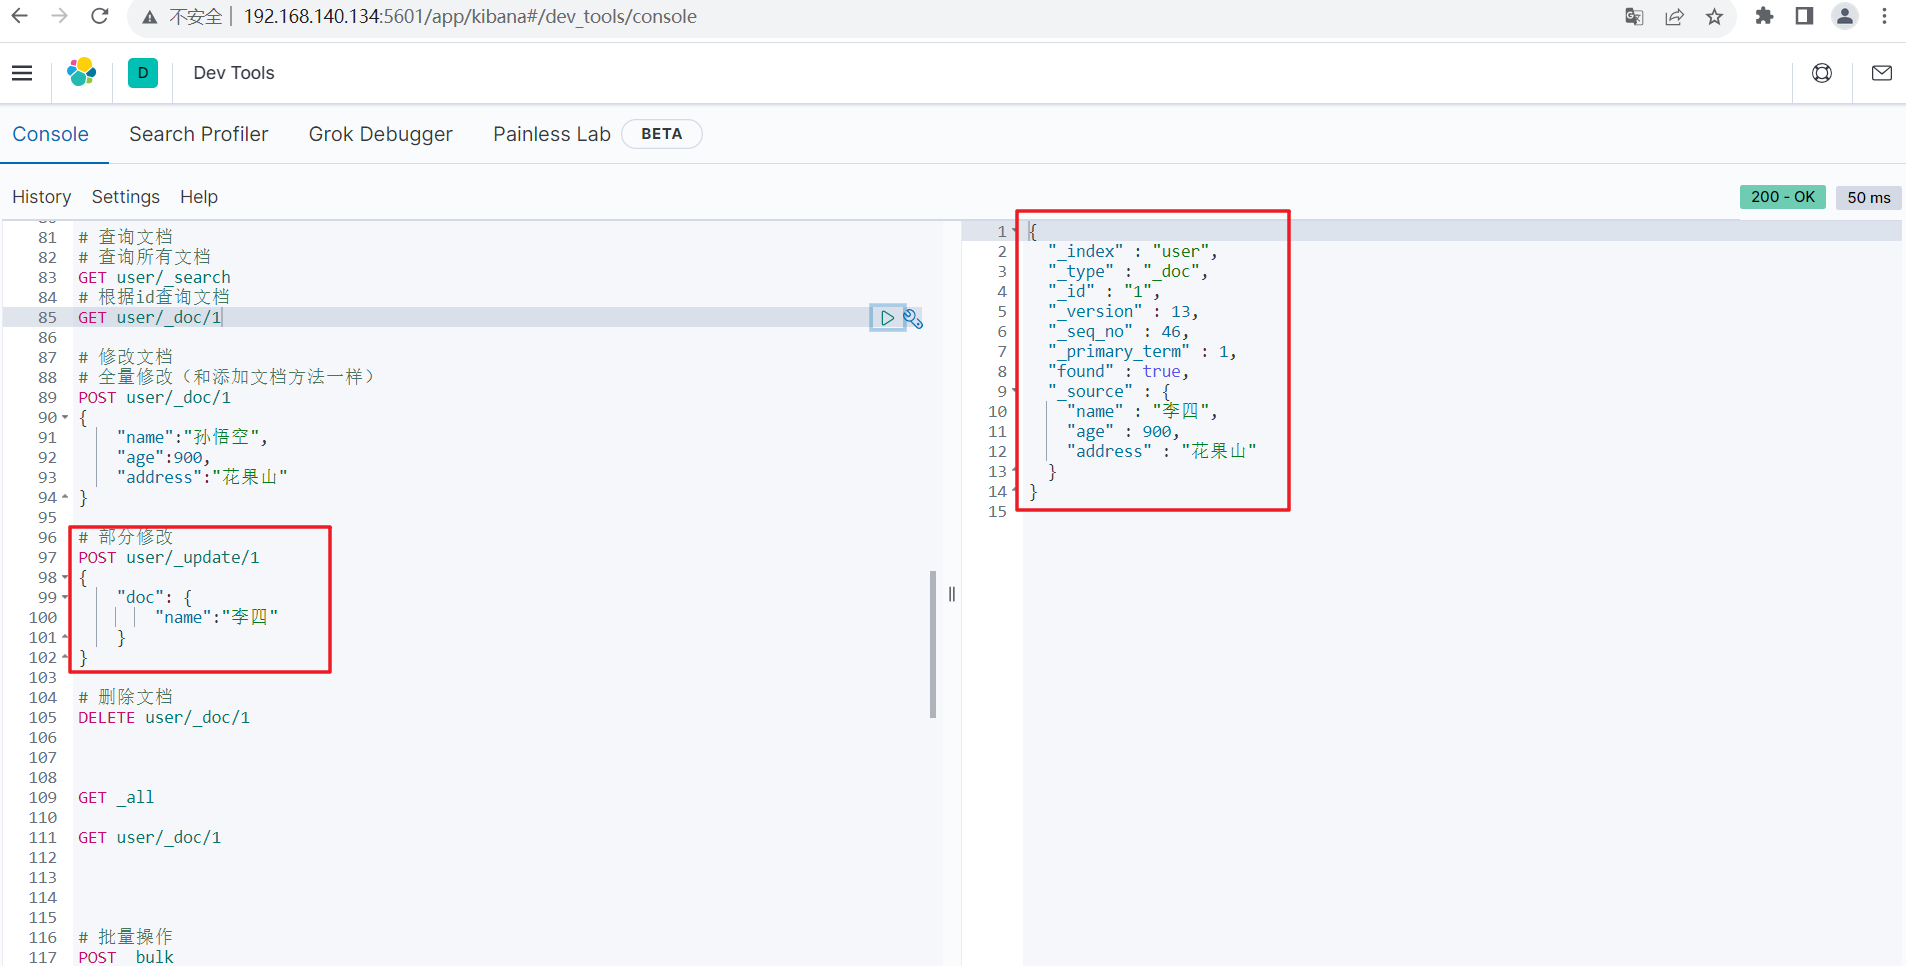 不安全 192.168.140.134:5601/app/kibana#/dev_tools/console
D Dev Tools
Console Search Profiler Grok Debugger Painless Lab BETA
History Settings Help
200 - OK 50 ms
81 # 查询文档
82 # 查询所有文档
83 GET user/_search
84 # 根据id查询文档
85 GET user/_doc/1
86
87 # 修改文档
88 # 全量修改（和添加文档方法一样）
89 POST user/_doc/1
90 {
91 "name":"孙悟空",
92 "age":900,
93 "address":"花果山"
94 }
95
96 # 部分修改
97 POST user/_update/1
98 {
99 "doc": {
100 "name":"李四"
101 }
102 }
103
104 # 删除文档
105 DELETE user/_doc/1
106
107
108
109 GET _all
110
111 GET user/_doc/1
112
113
114
115
116 # 批量操作
117 POST _bulk
1 {
2 "_index" : "user",
3 "_type" : "_doc",
4 "_id" : "1",
5 "_version" : 13,
6 "_seq_no" : 46,
7 "_primary_term" : 1,
8 "found" : true,
9 "_source" : {
10 "name" : "李四",
11 "age" : 900,
12 "address" : "花果山"
13 }
14 }
15